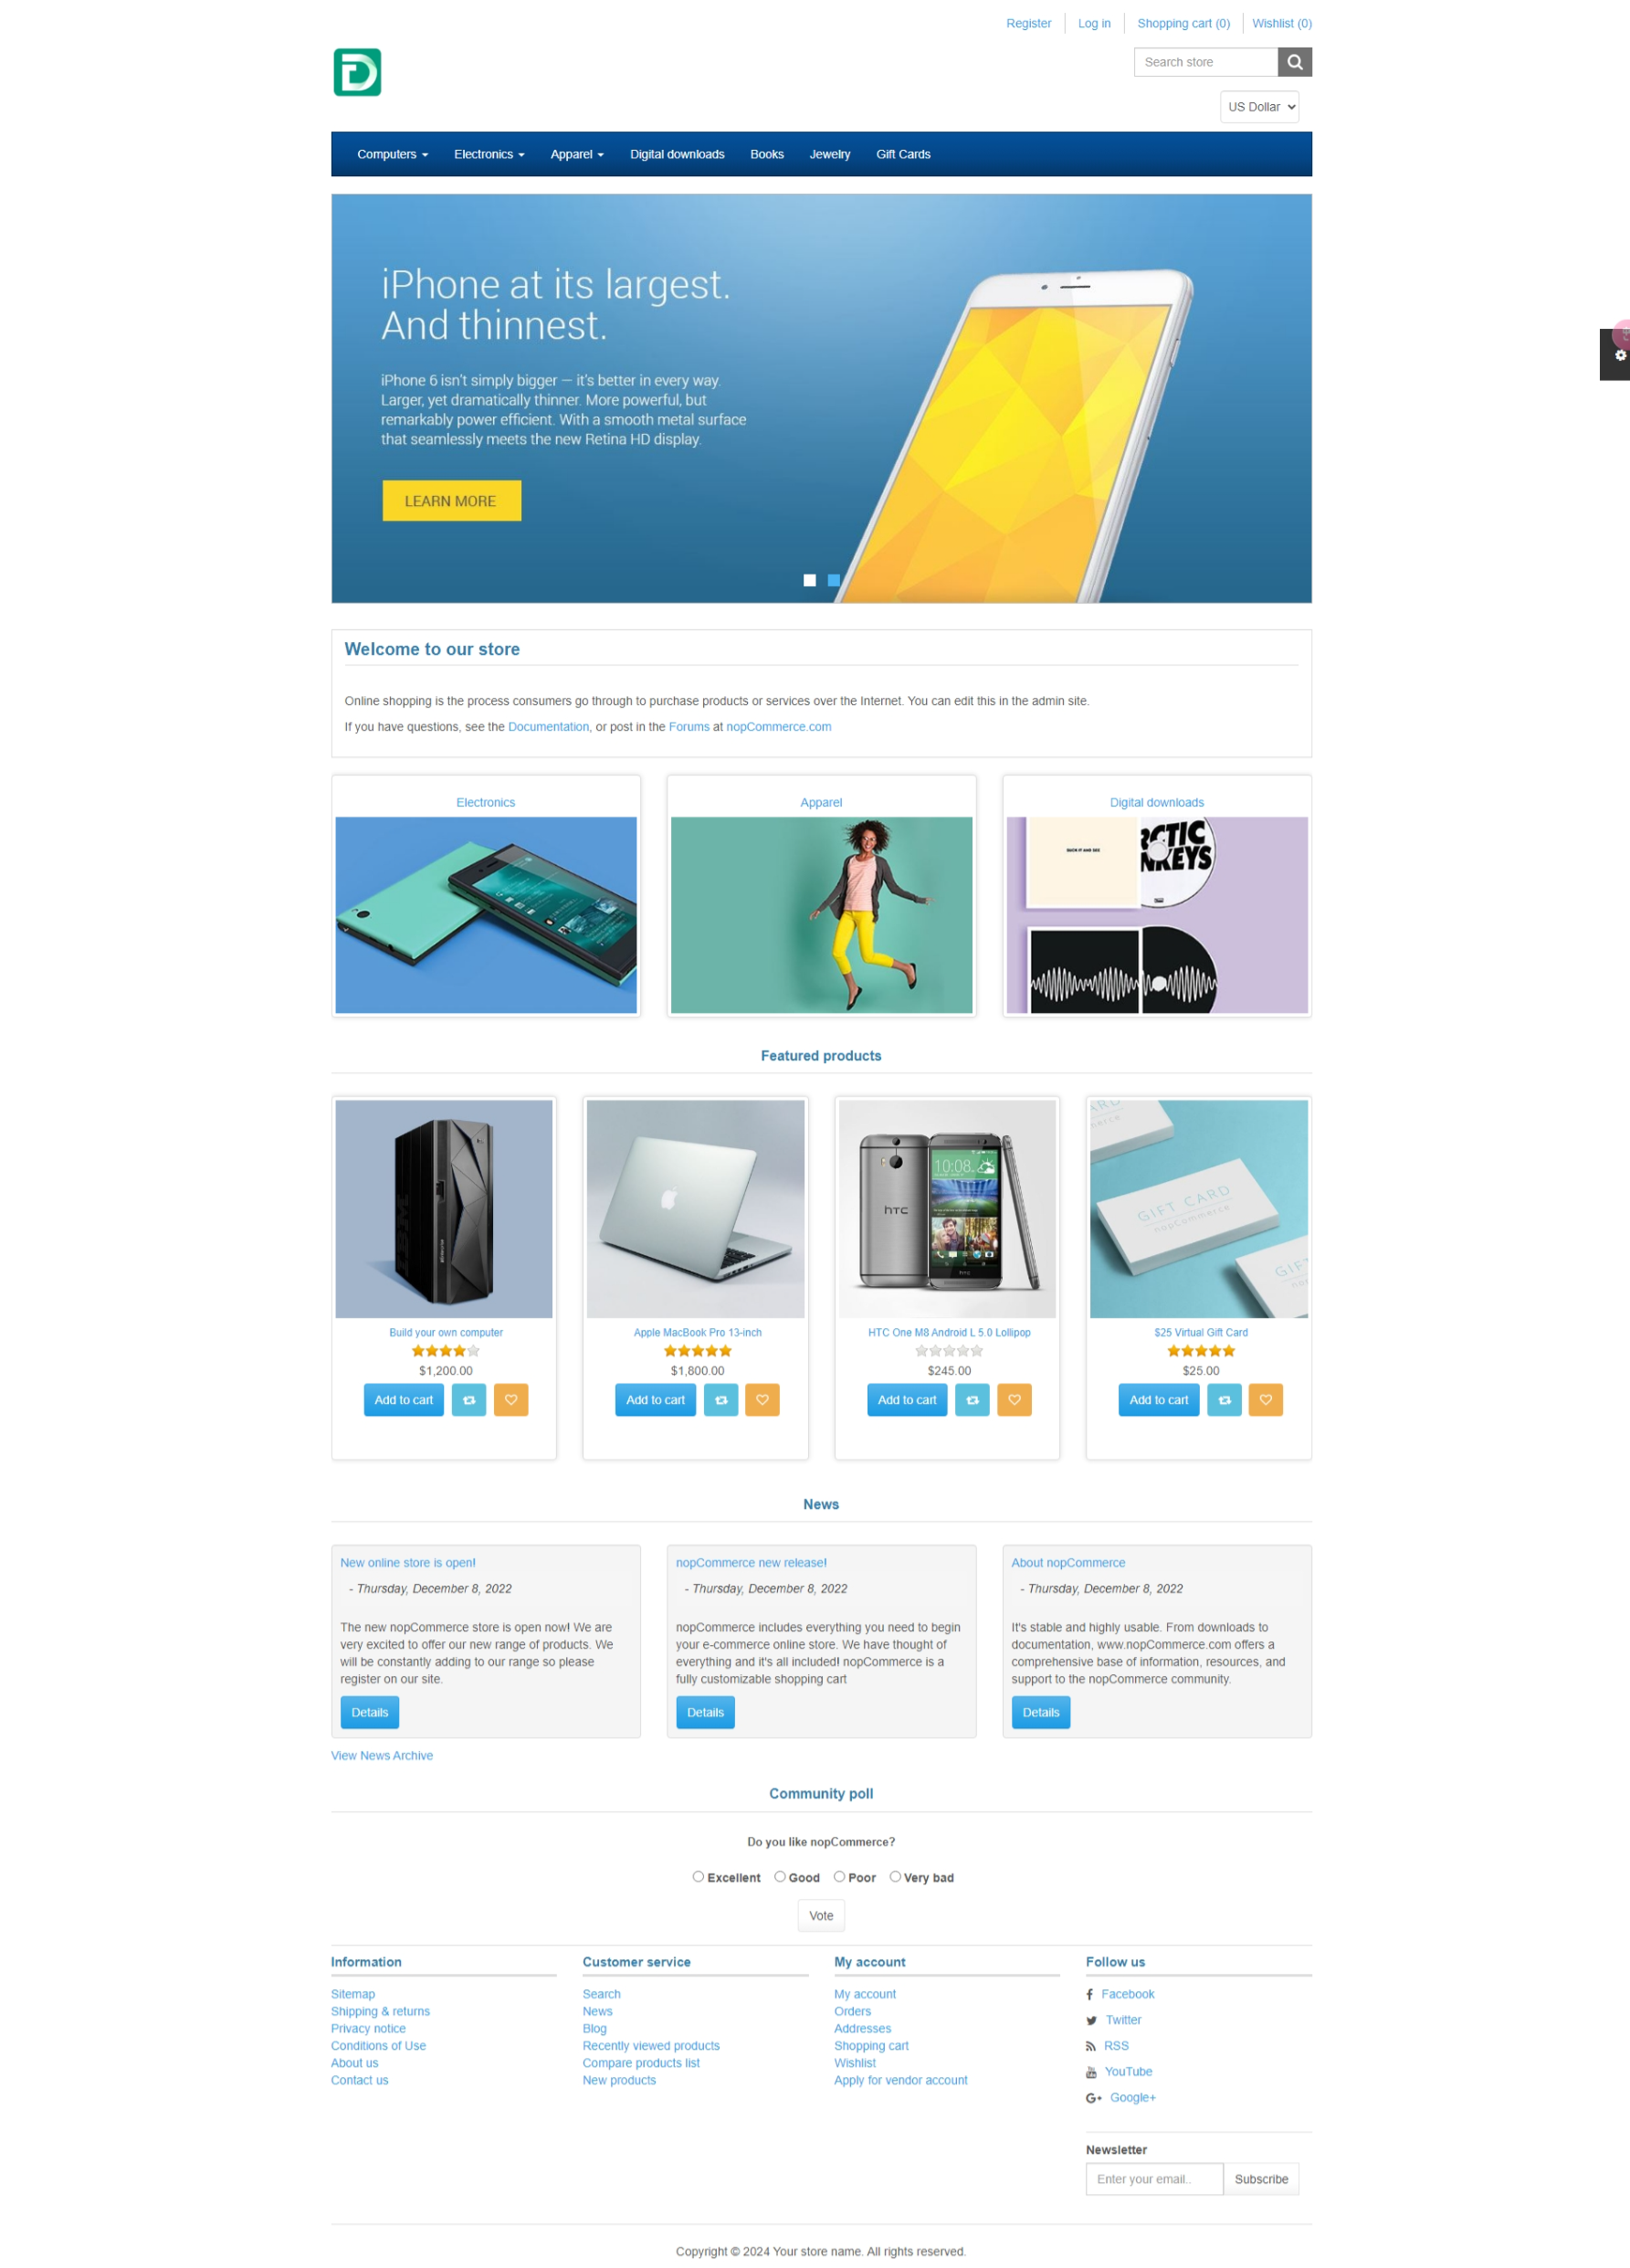 Register Log in Shopping cart (0) Wishlist (0)
Search store
US Dollar
Computers Electronics Apparel Digital downloads Books Jewelry Gift Cards
iPhone at its largest.
And thinnest.
iPhone 6 isn't simply bigger — it's better in every way.
Larger, yet dramatically thinner. More powerful, but
remarkably power efficient. With a smooth metal surface
that seamlessly meets the new Retina HD display.
LEARN MORE
Welcome to our store
Online shopping is the process consumers go through to purchase products or services over the Internet. You can edit this in the admin site.
If you have questions, see the Documentation, or post in the Forums at nopCommerce.com
Electronics Apparel Digital downloads
Featured products
10:08
hTC
GIFT CARD
nopCommerce
Build your own computer
$1,200.00
Add to cart
Apple MacBook Pro 13-inch
$1,800.00
Add to cart
HTC One M8 Android L 5.0 Lollipop
$245.00
Add to cart
$25 Virtual Gift Card
$25.00
Add to cart
News
New online store is open!
- Thursday, December 8, 2022
The new nopCommerce store is open now! We are
very excited to offer our new range of products. We
will be constantly adding to our range so please
register on our site.
Details
nopCommerce new release!
- Thursday, December 8, 2022
nopCommerce includes everything you need to begin
your e-commerce online store. We have thought of
everything and it's all included! nopCommerce is a
fully customizable shopping cart
Details
About nopCommerce
- Thursday, December 8, 2022
It's stable and highly usable. From downloads to
documentation, www.nopCommerce.com offers a
comprehensive base of information, resources, and
support to the nopCommerce community.
Details
View News Archive
Community poll
Do you like nopCommerce?
Excellent Good Poor Very bad
Vote
Information
Sitemap
Shipping & returns
Privacy notice
Conditions of Use
About us
Contact us
Customer service
Search
News
Blog
Recently viewed products
Compare products list
New products
My account
My account
Orders
Addresses
Shopping cart
Wishlist
Apply for vendor account
Follow us
Facebook
Twitter
RSS
YouTube
Google+
Newsletter
Enter your email..
Subscribe
Copyright © 2024 Your store name. All rights reserved.